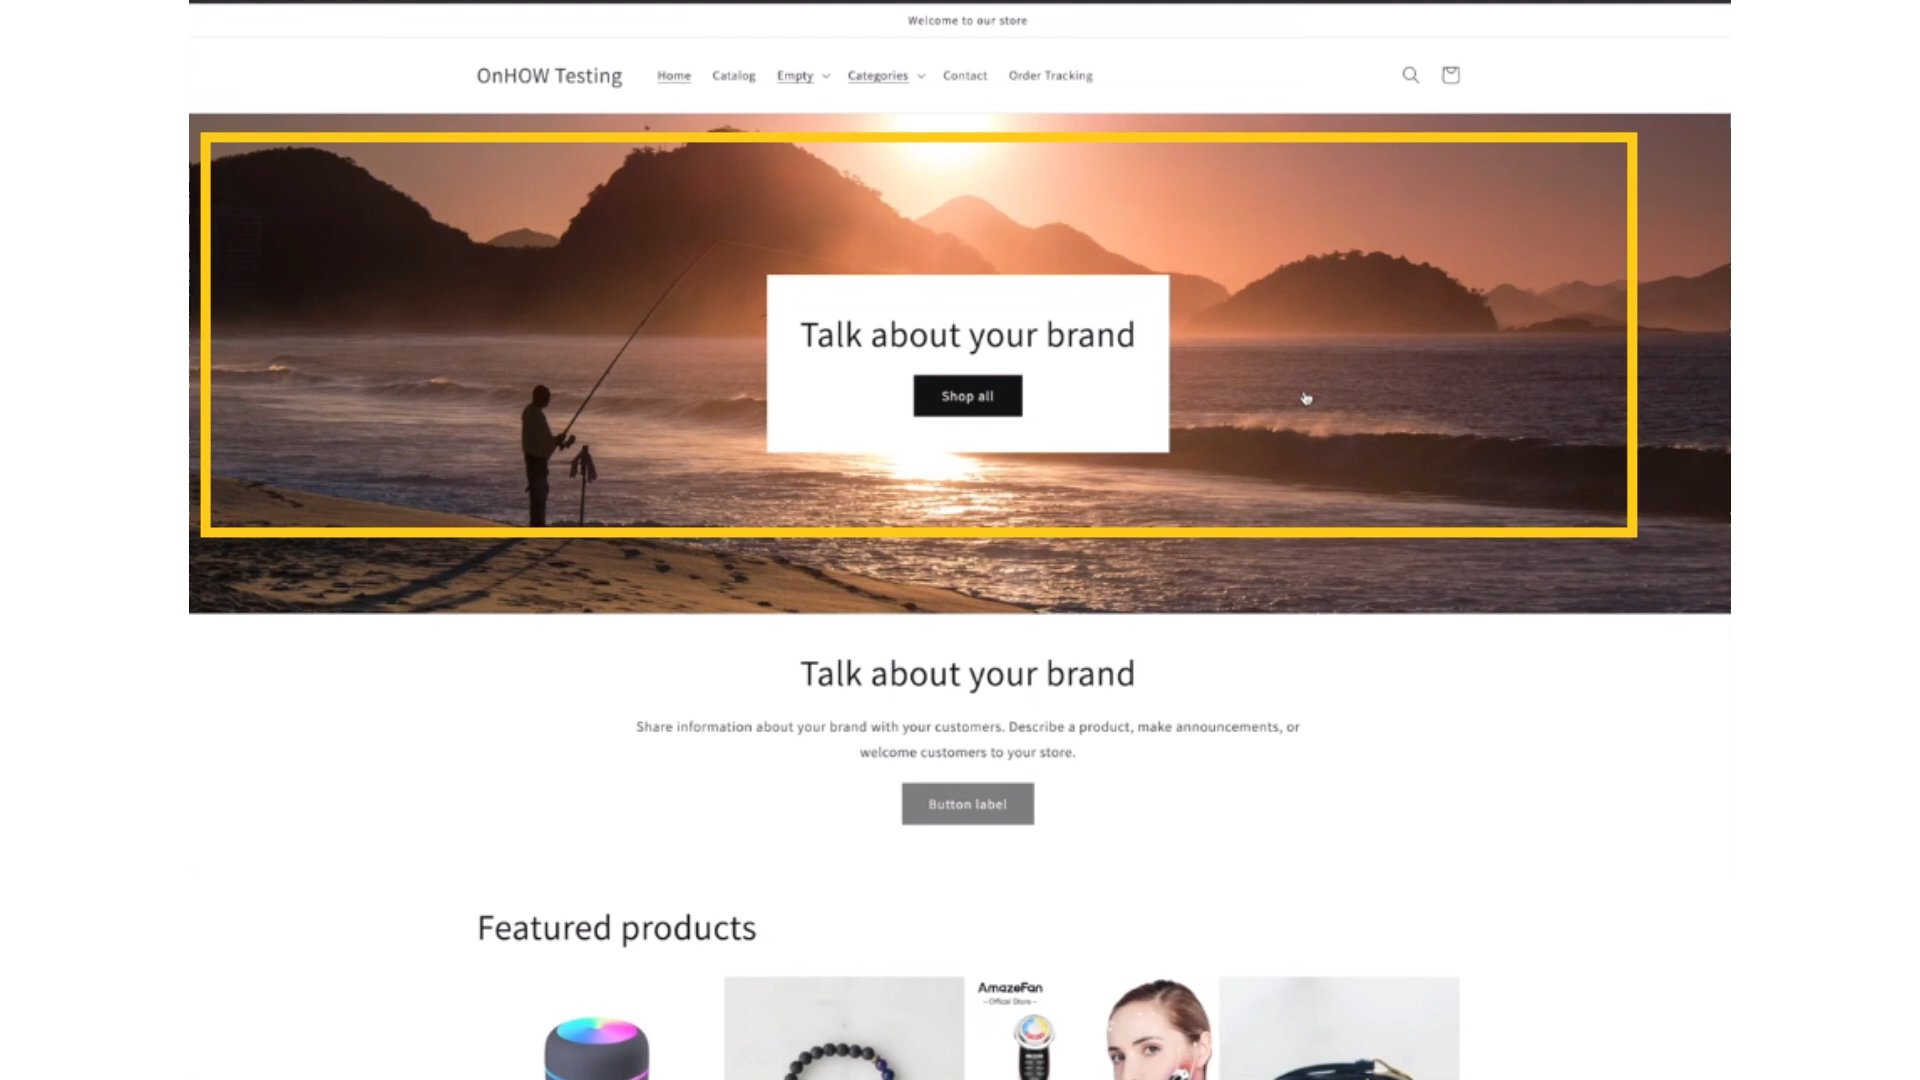 Welcome to our store
OnHOW Testing
Home
Catalog
Empty
Categories
Contact
Order Tracking
Talk about your brand
Shop all
Talk about your brand
Share information about your brand with your customers. Describe a product, make announcements, or
welcome customers to your store.
Button label
Featured products
AmazeFan
–Offical Store–